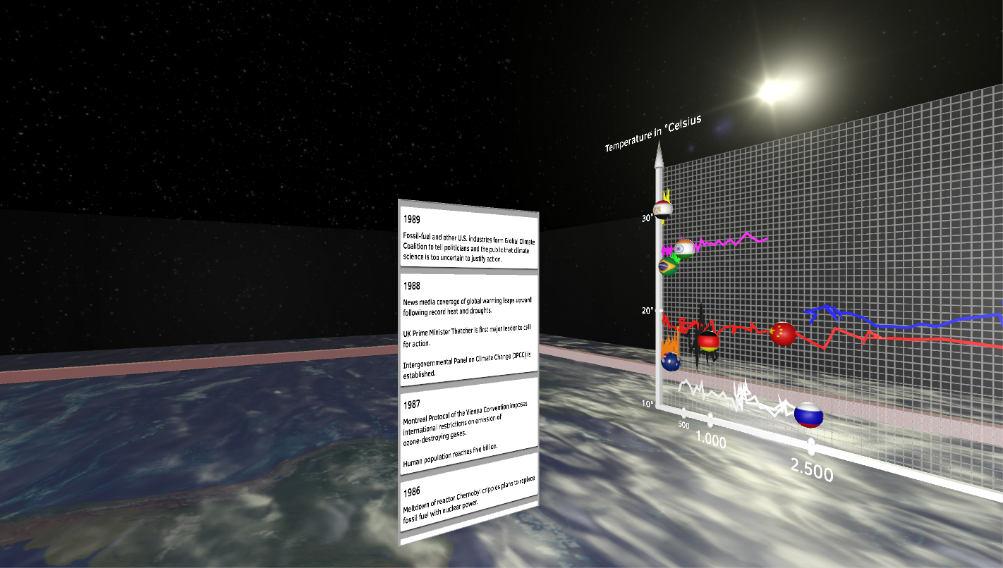 Temperature in °Celsius
30°
20°
10°
500
1.000
2.500
1989
Fossil-fuel and other U.S. industries form Global Climate
Coalition to tell politicians and the public that climate
science is too uncertain to justify action.
1988
News media coverage of global warming leaps upward
following record heat and droughts.
UK Prime Minister Thatcher is first major leader to call
for action.
Intergovernmental Panel on Climate Change (IPCC) is
established.
1987
Montreal Protocol of the Vienna Convention imposes
international restrictions on emission of
ozone-destroying gases.
Human population reaches five billion.
1986
Meltdown of reactor Chernobyl cripples plans to replace
fossil fuel with nuclear power.